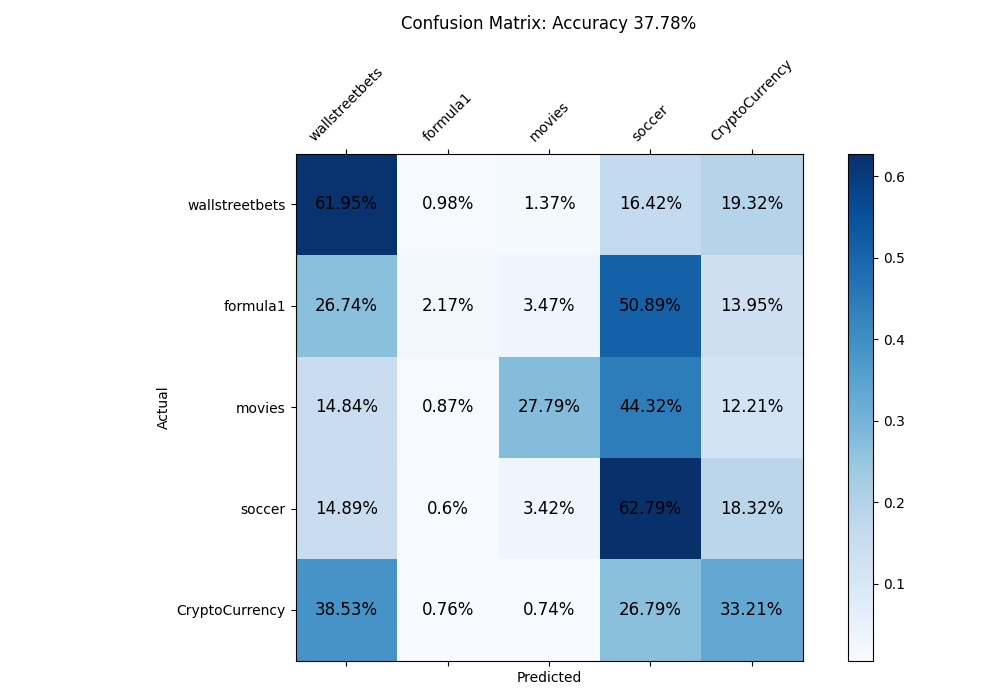 Confusion Matrix: Accuracy 37.78%
wallstreetbets formula1 movies soccer CryptoCurrency
wallstreetbets 61.95% 0.98% 1.37% 16.42% 19.32%
formula1 26.74% 2.17% 3.47% 50.89% 13.95%
movies 14.84% 0.87% 27.79% 44.32% 12.21%
soccer 14.89% 0.6% 3.42% 62.79% 18.32%
CryptoCurrency 38.53% 0.76% 0.74% 26.79% 33.21%
Actual
Predicted
0.6
0.5
0.4
0.3
0.2
0.1